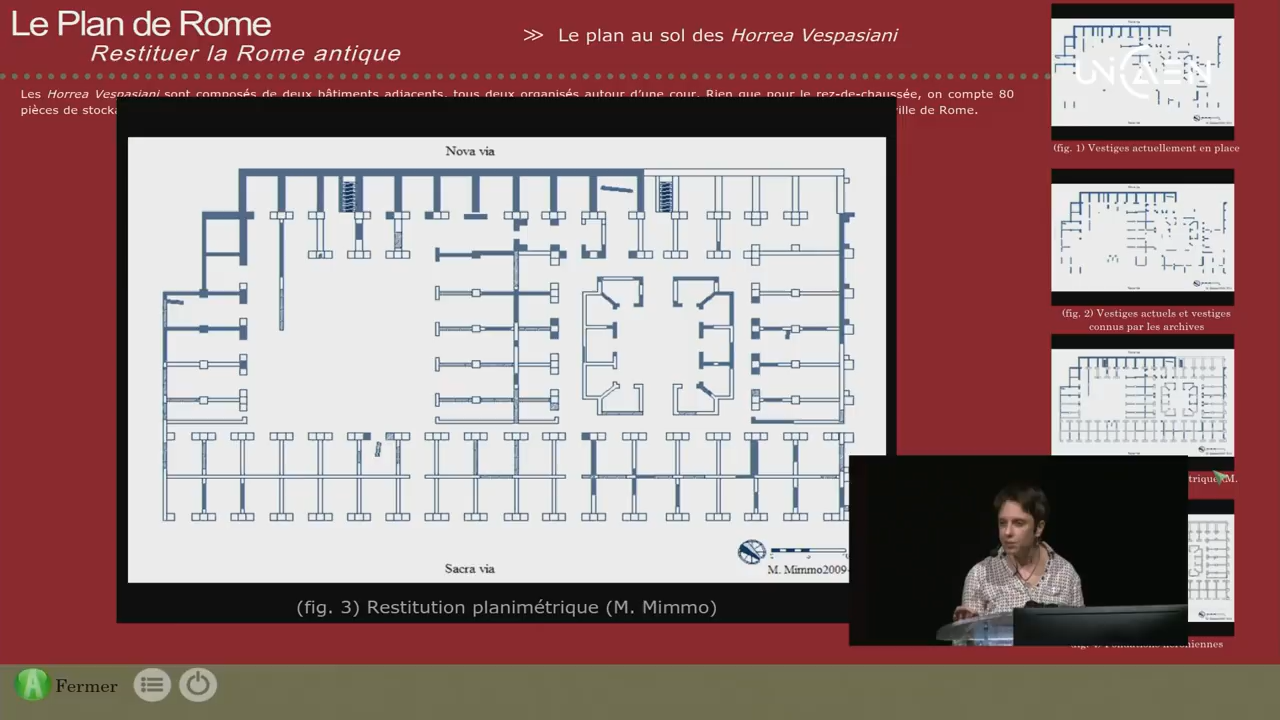 Le Plan de Rome
Restituer la Rome antique
>> Le plan au sol des Horrea Vespasiani
UNICAEN
Les Horrea Vespasiani sont composés de deux bâtiments adjacents, tous deux organisés autour d'une cour. Rien que pour le rez-de-chaussée, on compte 80
pièces de stocka
ville de Rome.
Nova via
Sacra via
M. Mimmo2009
(fig. 3) Restitution planimétrique (M. Mimmo)
(fig. 1) Vestiges actuellement en place
(fig. 2) Vestiges actuels et vestiges
connus par les archives
A Fermer